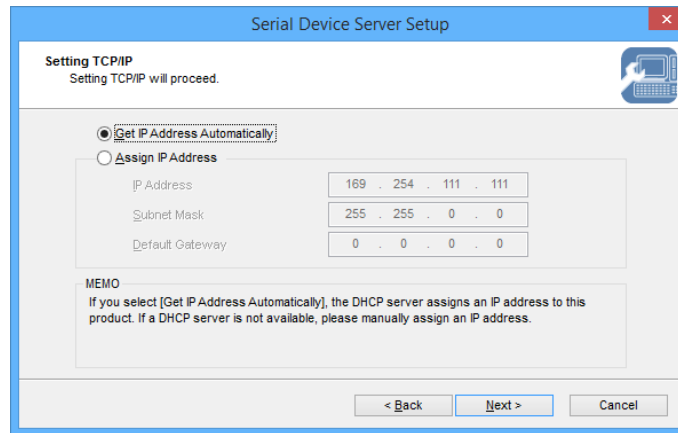 Serial Device Server Setup
Setting TCP/IP
Setting TCP/IP will proceed.
Get IP Address Automatically
Assign IP Address
IP Address 169 . 254 . 111 . 111
Subnet Mask 255 . 255 . 0 . 0
Default Gateway 0 . 0 . 0 . 0
MEMO
If you select [Get IP Address Automatically], the DHCP server assigns an IP address to this
product. If a DHCP server is not available, please manually assign an IP address.
< Back Next > Cancel